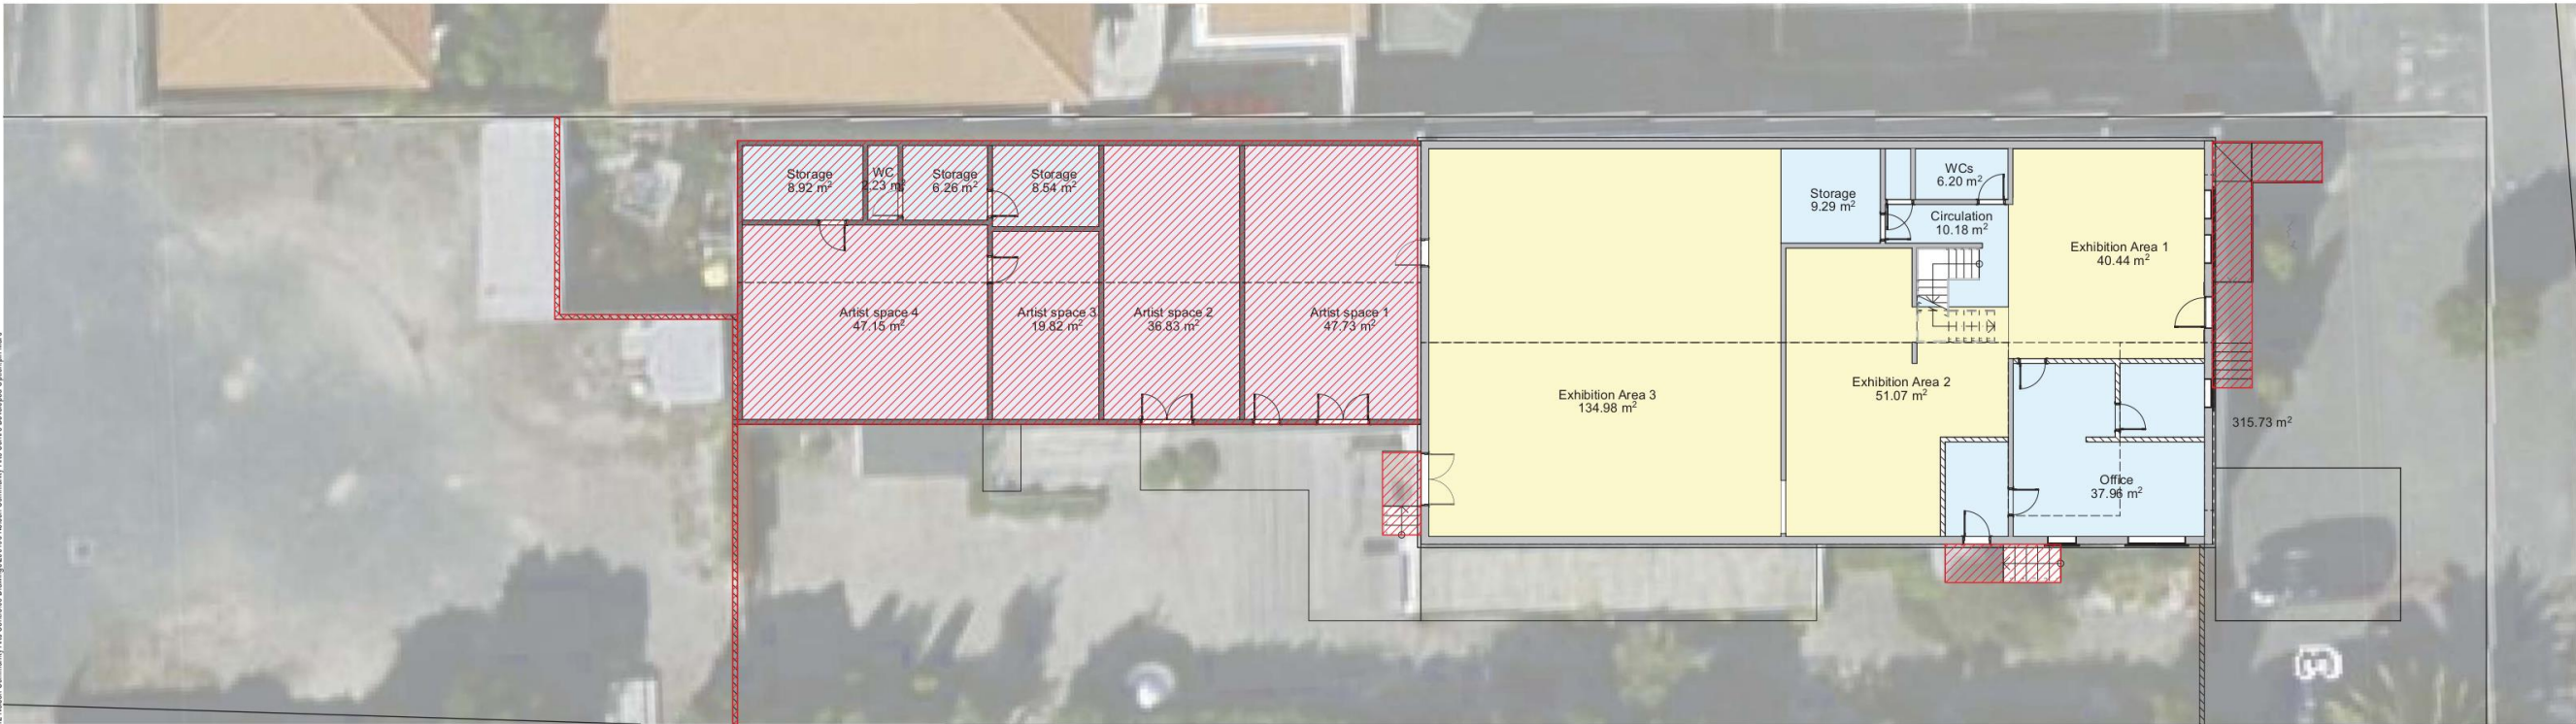 Storage
8.92 m²
WC
2.23 m²
Storage
6.26 m²
Storage
8.54 m²
Artist space 4
47.15 m²
Artist space 3
19.82 m²
Artist space 2
36.83 m²
Artist space 1
47.73 m²
Storage
9.29 m²
WCs
6.20 m²
Circulation
10.18 m²
Exhibition Area 1
40.44 m²
Exhibition Area 3
134.98 m²
Exhibition Area 2
51.07 m²
Office
37.96 m²
315.73 m²